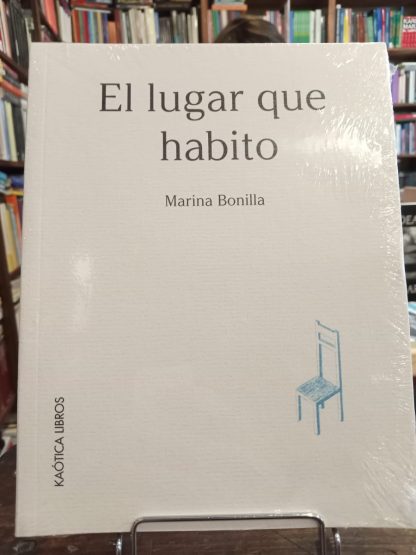 El lugar que
habito
Marina Bonilla
KAÓTICA LIBROS